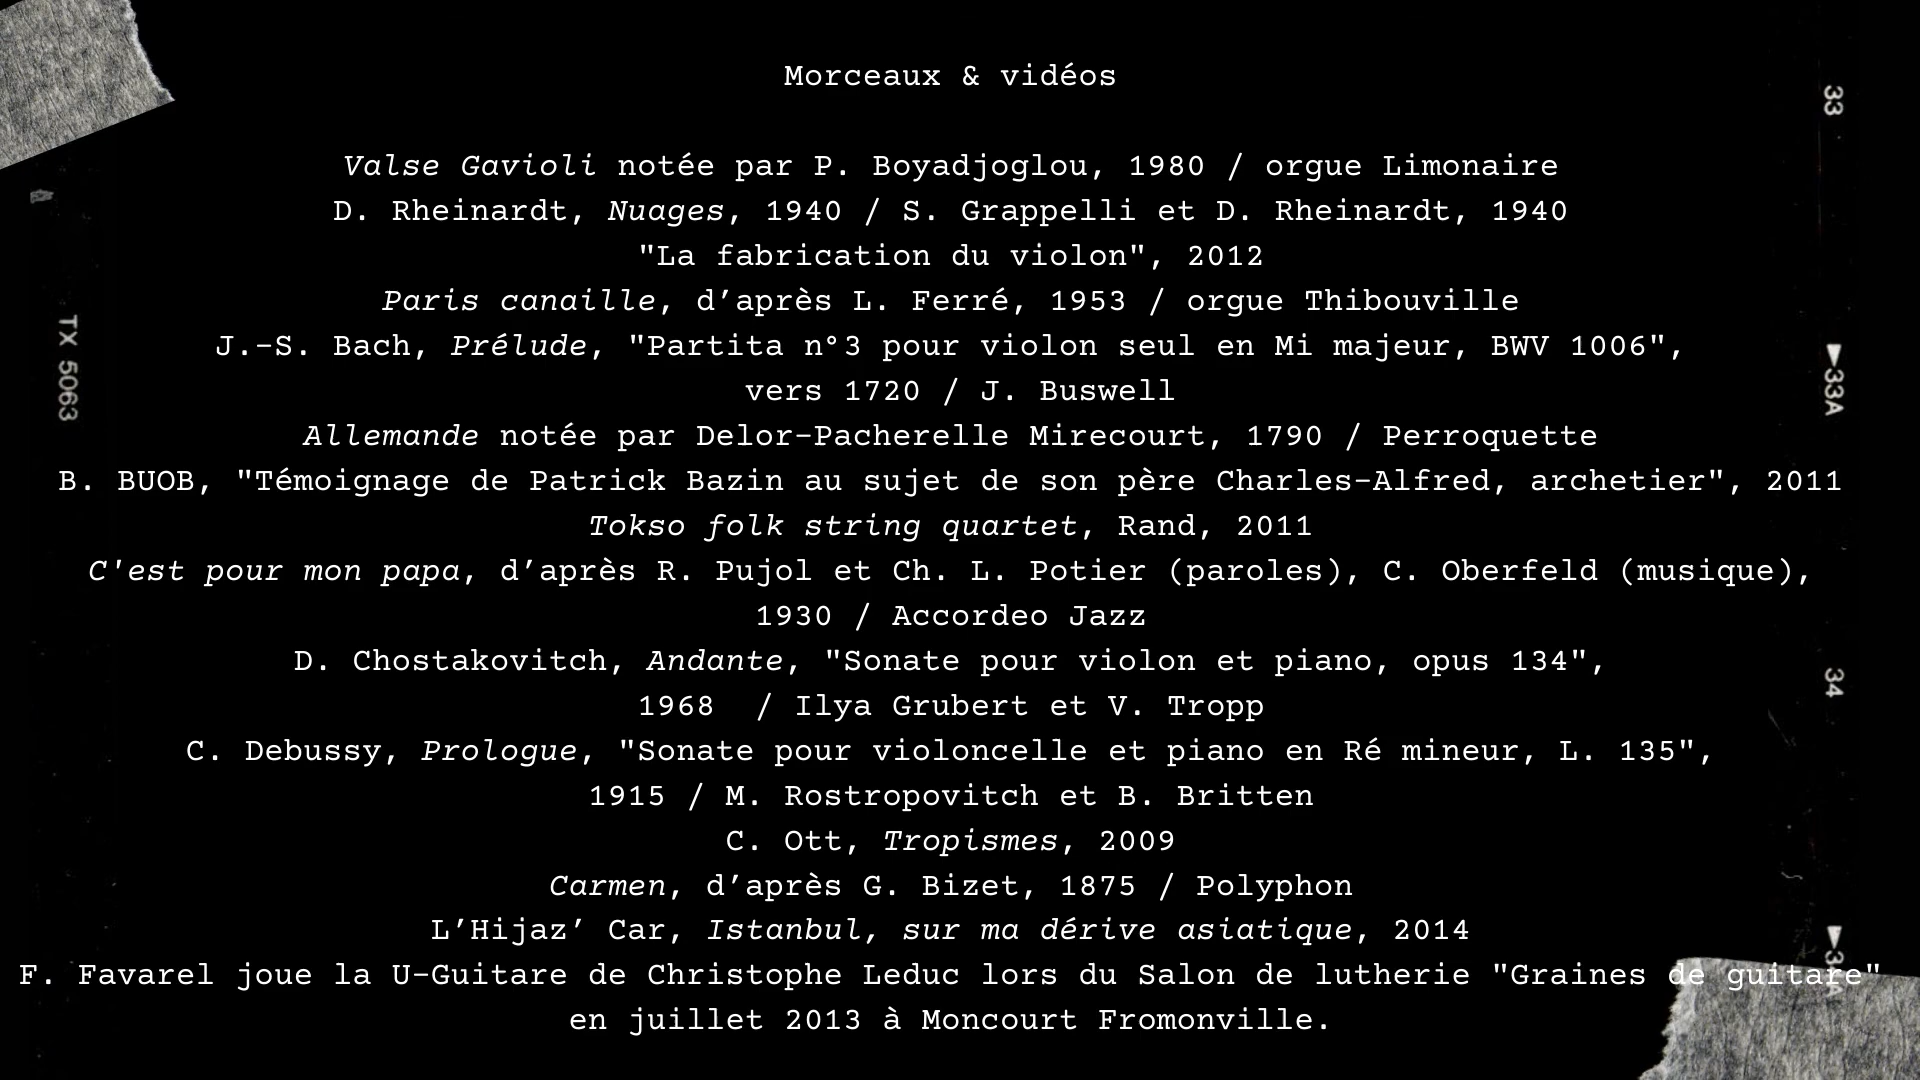 Morceaux & vidéos
Valse Gavioli notée par P. Boyadjoglou, 1980 / orgue Limonaire
D. Rheinardt, Nuages, 1940 / S. Grappelli et D. Rheinardt, 1940
"La fabrication du violon", 2012
Paris canaille, d’après L. Ferré, 1953 / orgue Thibouville
J.-S. Bach, Prélude, "Partita n°3 pour violon seul en Mi majeur, BWV 1006",
vers 1720 / J. Buswell
Allemande notée par Delor-Pacherelle Mirecourt, 1790 / Perroquette
B. BUOB, "Témoignage de Patrick Bazin au sujet de son père Charles-Alfred, archetier", 2011
Tokso folk string quartet, Rand, 2011
C'est pour mon papa, d’après R. Pujol et Ch. L. Potier (paroles), C. Oberfeld (musique),
1930 / Accordeo Jazz
D. Chostakovitch, Andante, "Sonate pour violon et piano, opus 134",
1968 / Ilya Grubert et V. Tropp
C. Debussy, Prologue, "Sonate pour violoncelle et piano en Ré mineur, L. 135",
1915 / M. Rostropovitch et B. Britten
C. Ott, Tropismes, 2009
Carmen, d’après G. Bizet, 1875 / Polyphon
L’Hijaz’ Car, Istanbul, sur ma dérive asiatique, 2014
F. Favarel joue la U-Guitare de Christophe Leduc lors du Salon de lutherie "Graines de guitare"
en juillet 2013 à Moncourt Fromonville.
TX 5063
33
▶33A
34